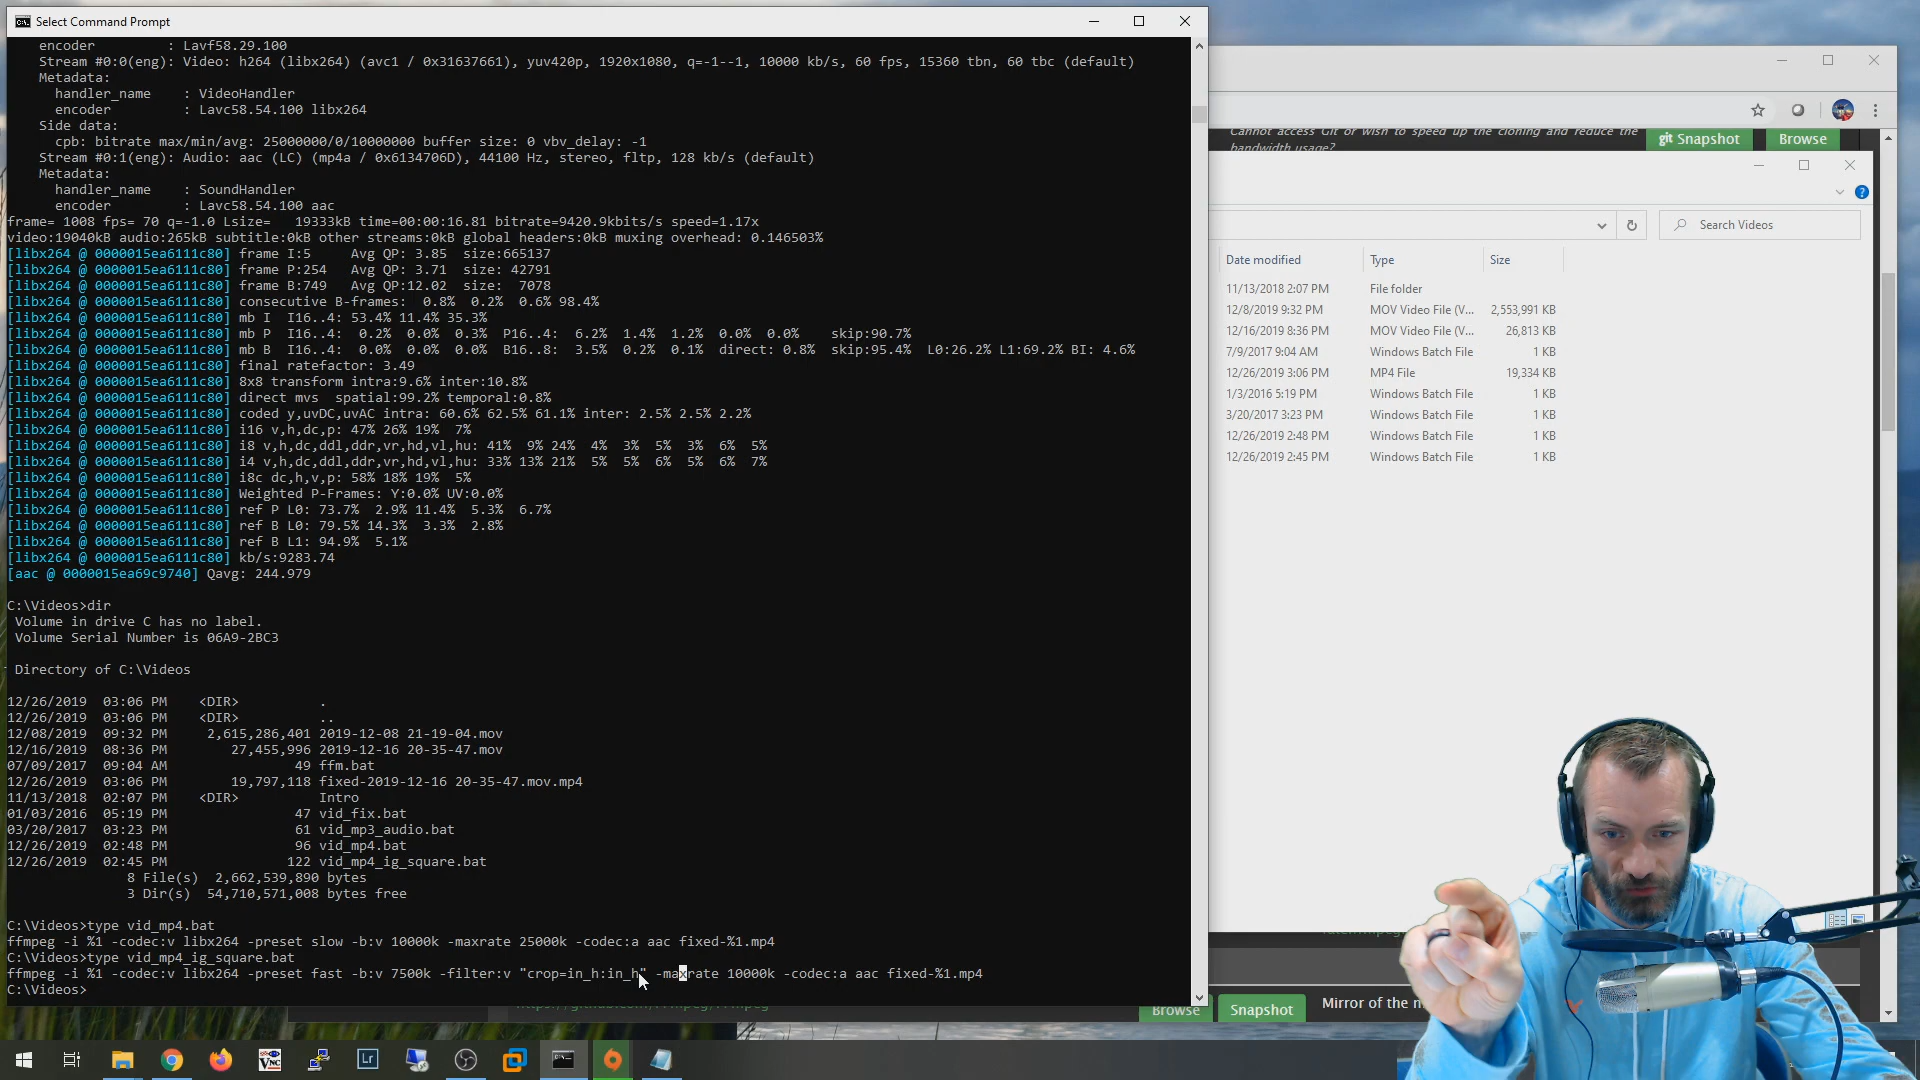 Select Command Prompt
encoder : Lavf58.29.100
Stream #0:0(eng): Video: h264 (libx264) (avc1 / 0x31637661), yuv420p, 1920x1080, q=-1--1, 10000 kb/s, 60 fps, 15360 tbn, 60 tbc (default)
Metadata:
handler_name : VideoHandler
encoder : Lavc58.54.100 libx264
Side data:
cpb: bitrate max/min/avg: 25000000/0/10000000 buffer size: 0 vbv_delay: -1
Stream #0:1(eng): Audio: aac (LC) (mp4a / 0x6134706D), 44100 Hz, stereo, fltp, 128 kb/s (default)
Metadata:
handler_name : SoundHandler
encoder : Lavc58.54.100 aac
frame= 1008 fps= 70 q=-1.0 Lsize= 19333kB time=00:00:16.81 bitrate=9420.9kbits/s speed=1.17x
video:19040kB audio:265kB subtitle:0kB other streams:0kB global headers:0kB muxing overhead: 0.146503%
[libx264 @ 0000015ea6111c80] frame I:5 Avg QP: 3.85 size:665137
[libx264 @ 0000015ea6111c80] frame P:254 Avg QP: 3.71 size: 42791
[libx264 @ 0000015ea6111c80] frame B:749 Avg QP:12.02 size: 7078
[libx264 @ 0000015ea6111c80] consecutive B-frames: 0.8% 0.2% 0.6% 98.4%
[libx264 @ 0000015ea6111c80] mb I I16..4: 53.4% 11.4% 35.3%
[libx264 @ 0000015ea6111c80] mb P I16..4: 0.2% 0.0% 0.3% P16..4: 6.2% 1.4% 1.2% 0.0% 0.0% skip:90.7%
[libx264 @ 0000015ea6111c80] mb B I16..4: 0.0% 0.0% 0.0% B16..8: 3.5% 0.2% 0.1% direct: 0.8% skip:95.4% L0:26.2% L1:69.2% BI: 4.6%
[libx264 @ 0000015ea6111c80] final ratefactor: 3.49
[libx264 @ 0000015ea6111c80] 8x8 transform intra:9.6% inter:10.8%
[libx264 @ 0000015ea6111c80] direct mvs spatial:99.2% temporal:0.8%
[libx264 @ 0000015ea6111c80] coded y,uvDC,uvAC intra: 60.6% 62.5% 61.1% inter: 2.5% 2.5% 2.2%
[libx264 @ 0000015ea6111c80] i16 v,h,dc,p: 47% 26% 19% 7%
[libx264 @ 0000015ea6111c80] i8 v,h,dc,ddl,ddr,vr,hd,vl,hu: 41% 9% 24% 4% 3% 5% 3% 6% 5%
[libx264 @ 0000015ea6111c80] i4 v,h,dc,ddl,ddr,vr,hd,vl,hu: 33% 13% 21% 5% 5% 6% 5% 6% 7%
[libx264 @ 0000015ea6111c80] i8c dc,h,v,p: 58% 18% 19% 5%
[libx264 @ 0000015ea6111c80] Weighted P-Frames: Y:0.0% UV:0.0%
[libx264 @ 0000015ea6111c80] ref P L0: 73.7% 2.9% 11.4% 5.3% 6.7%
[libx264 @ 0000015ea6111c80] ref B L0: 79.5% 14.3% 3.3% 2.8%
[libx264 @ 0000015ea6111c80] ref B L1: 94.9% 5.1%
[libx264 @ 0000015ea6111c80] kb/s:9283.74
[aac @ 0000015ea69c9740] Qavg: 244.979
C:\Videos>dir
Volume in drive C has no label.
Volume Serial Number is 06A9-2BC3
Directory of C:\Videos
12/26/2019 03:06 PM <DIR> .
12/26/2019 03:06 PM <DIR> ..
12/08/2019 09:32 PM 2,615,286,401 2019-12-08 21-19-04.mov
12/16/2019 08:36 PM 27,455,996 2019-12-16 20-35-47.mov
07/09/2017 09:04 AM 49 ffm.bat
12/26/2019 03:06 PM 19,797,118 fixed-2019-12-16 20-35-47.mov.mp4
11/13/2018 02:07 PM <DIR> Intro
01/03/2016 05:19 PM 47 vid_fix.bat
03/20/2017 03:23 PM 61 vid_mp3_audio.bat
12/26/2019 02:48 PM 96 vid_mp4.bat
12/26/2019 02:45 PM 122 vid_mp4_ig_square.bat
8 File(s) 2,662,539,890 bytes
3 Dir(s) 54,710,571,008 bytes free
C:\Videos>type vid_mp4.bat
ffmpeg -i %1 -codec:v libx264 -preset slow -b:v 10000k -maxrate 25000k -codec:a aac fixed-%1.mp4
C:\Videos>type vid_mp4_ig_square.bat
ffmpeg -i %1 -codec:v libx264 -preset fast -b:v 7500k -filter:v "crop=in_h:in_h" -maxrate 10000k -codec:a aac fixed-%1.mp4
C:\Videos>
Cannot access Git or wish to speed up the cloning and reduce the
bandwidth usage?
git Snapshot
Browse
Search Videos
Date modified Type Size
11/13/2018 2:07 PM File folder
12/8/2019 9:32 PM MOV Video File (V... 2,553,991 KB
12/16/2019 8:36 PM MOV Video File (V... 26,813 KB
7/9/2017 9:04 AM Windows Batch File 1 KB
12/26/2019 3:06 PM MP4 File 19,334 KB
1/3/2016 5:19 PM Windows Batch File 1 KB
3/20/2017 3:23 PM Windows Batch File 1 KB
12/26/2019 2:48 PM Windows Batch File 1 KB
12/26/2019 2:45 PM Windows Batch File 1 KB
Browse
Snapshot
Mirror of the
VNC
Lr